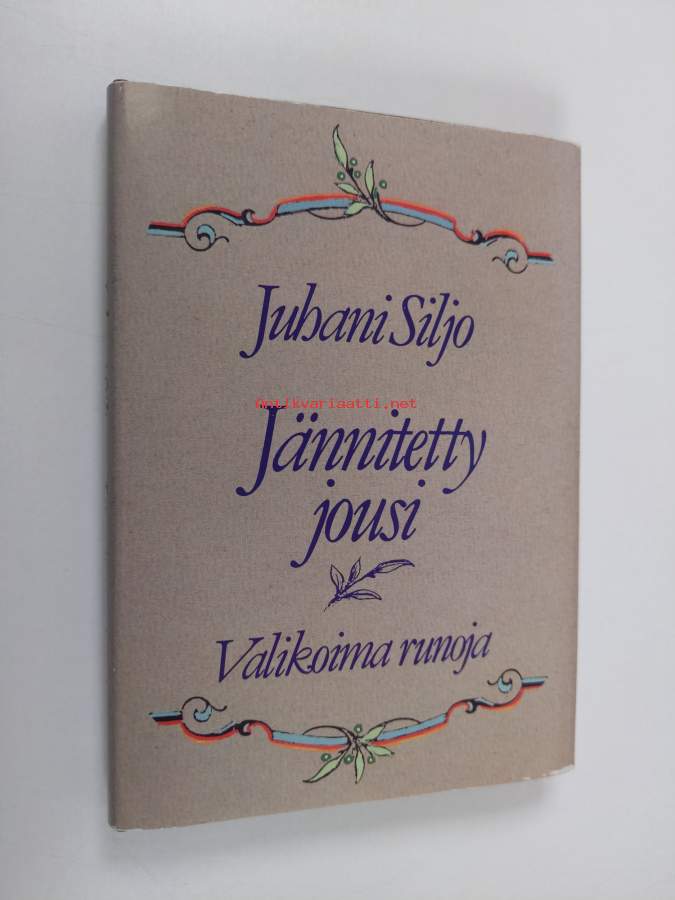 Juhani Siljo
Antikvariaatti.net
Jännitetty
jousi
Valikoima runoja